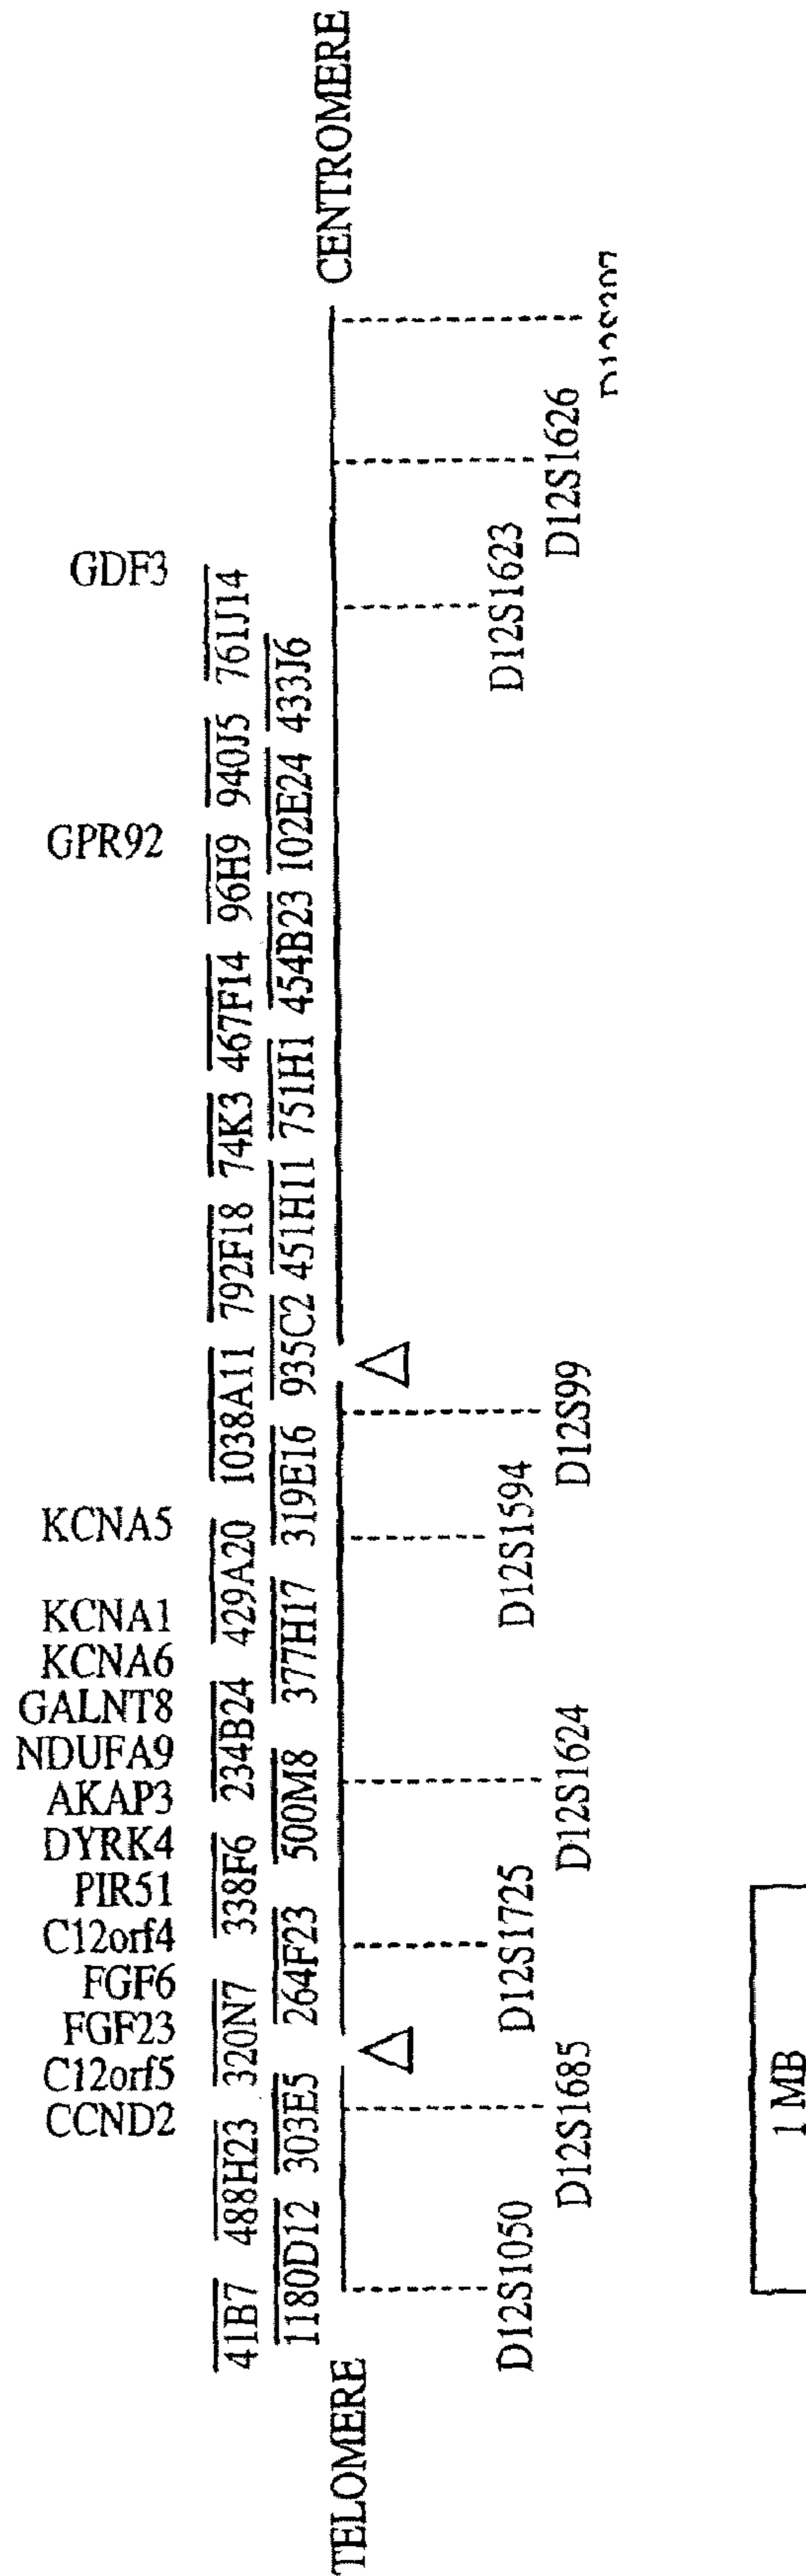 GDF3
GPR92
KCNA5
KCNA1
KCNA6
GALNT8
NDUFA9
AKAP3
DYRK4
PIR51
C12orf4
FGF6
FGF23
C12orf5
CCND2
41B7 488H23 320N7 338F6 234B24 429A20 1038A11 792F18 74K3 467F14 96H9 940J5 761J14
1180D12 303E5 264F23 500M8 377H17 319E16 935C2 451H11 751H1 454B23 102E24 433J6
TELOMERE CENTROMERE
D12S1050 D12S1725 D12S1594 D12S1623
D12S1685 D12S1624 D12S99 D12S1626
1 MB